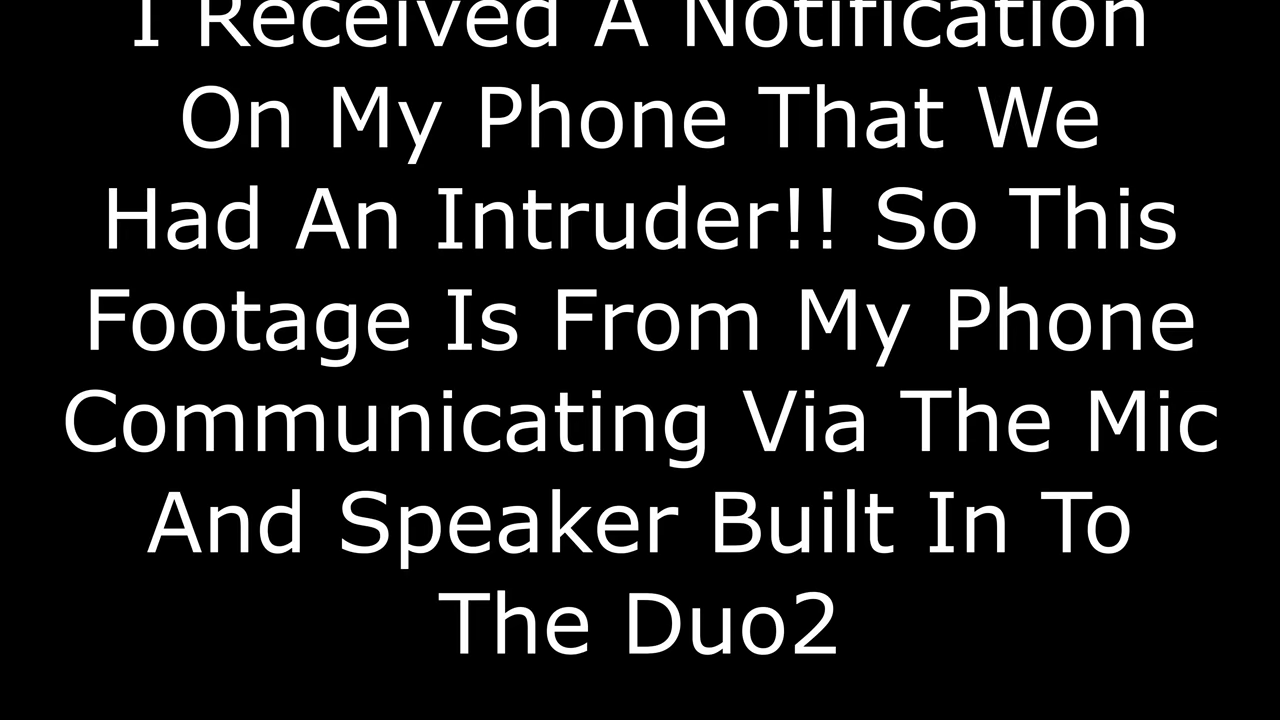 I Received A Notification
On My Phone That We
Had An Intruder!! So This
Footage Is From My Phone
Communicating Via The Mic
And Speaker Built In To
The Duo2